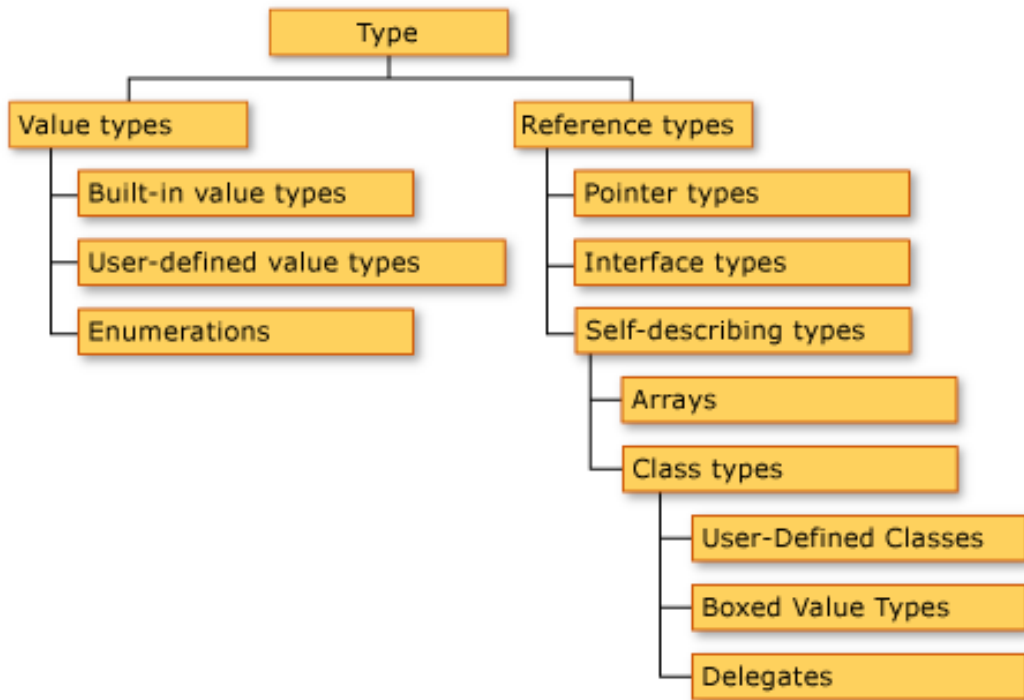 Type
Value types
Built-in value types
User-defined value types
Enumerations
Reference types
Pointer types
Interface types
Self-describing types
Arrays
Class types
User-Defined Classes
Boxed Value Types
Delegates